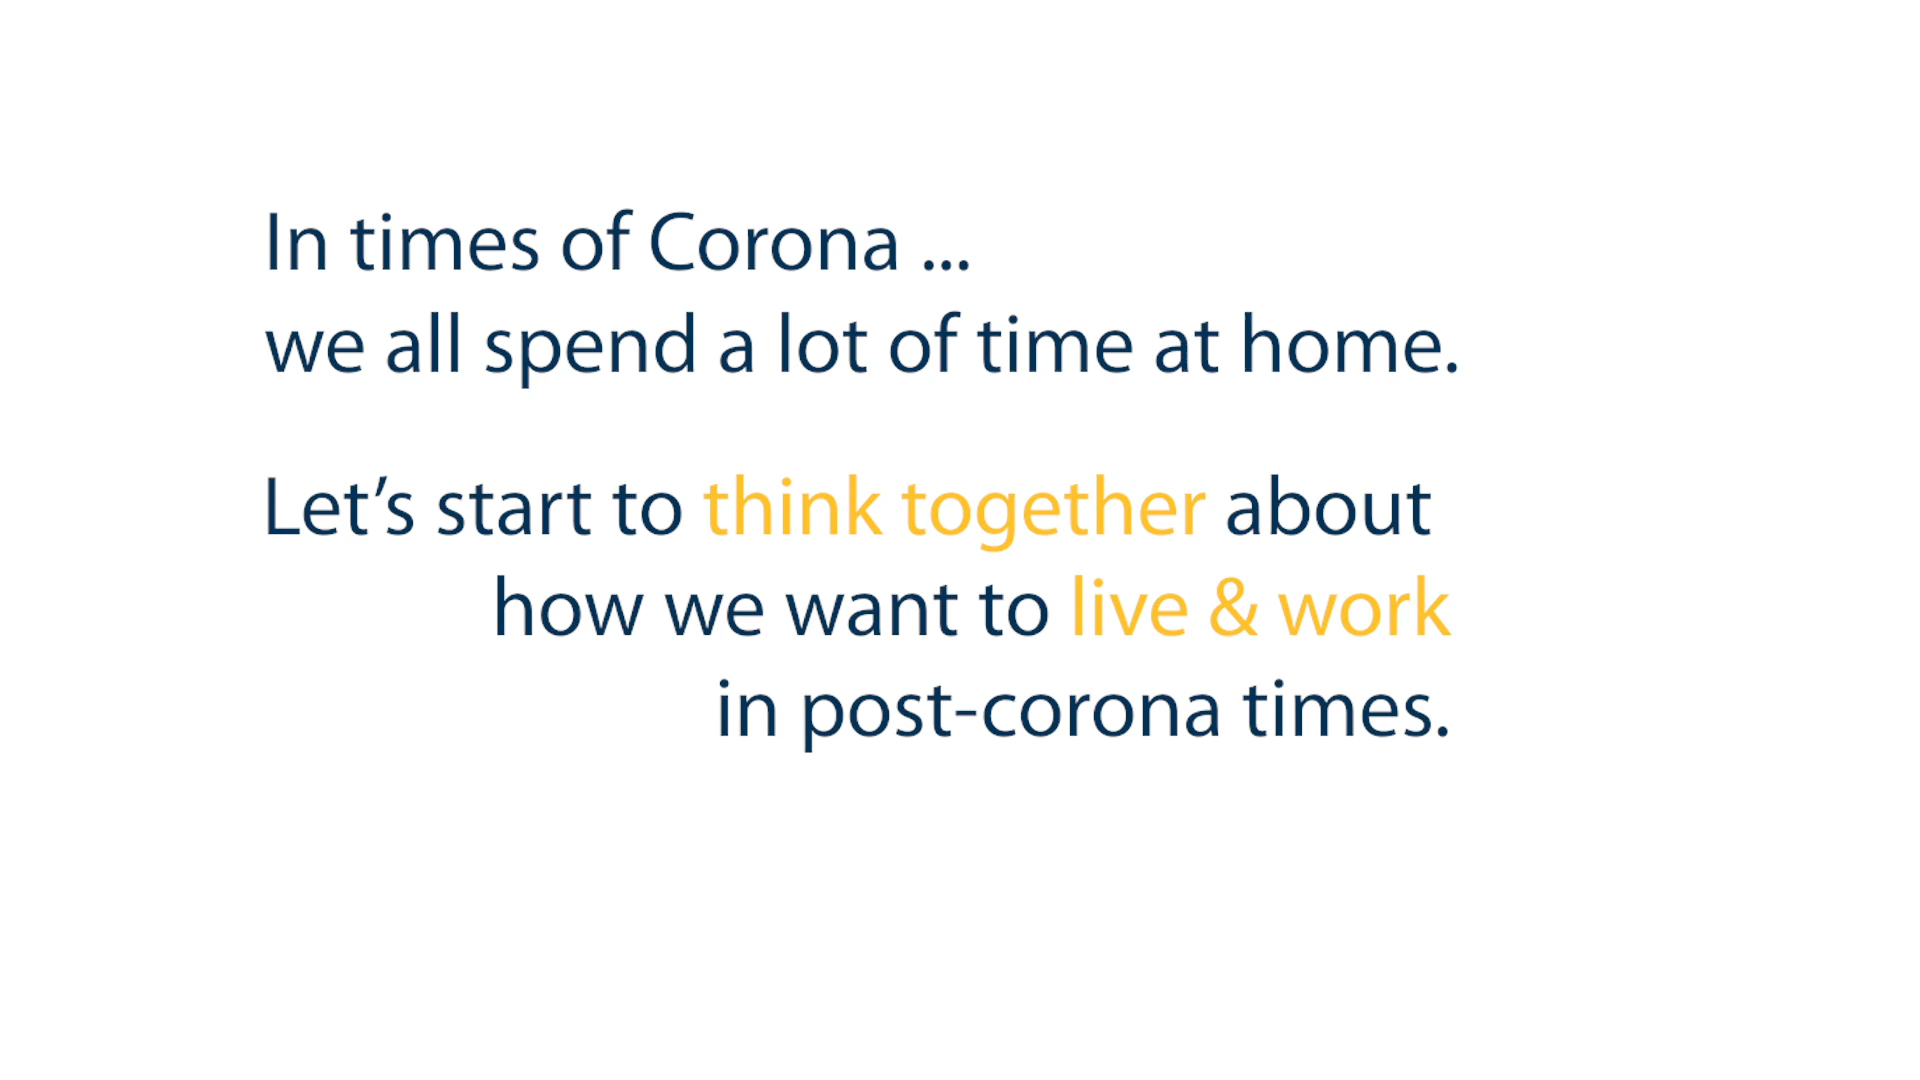 In times of Corona ...
we all spend a lot of time at home.
Let’s start to think together about
how we want to live & work
in post-corona times.